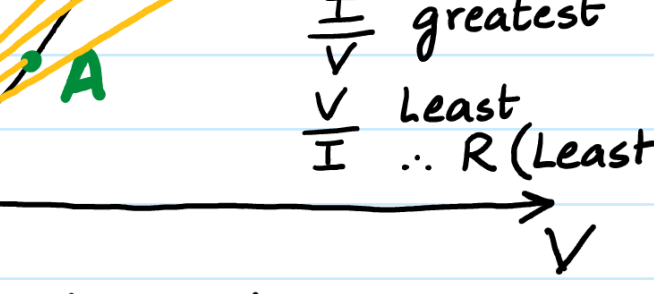 I/V greatest
A
V/I Least
∴ R (Least
V